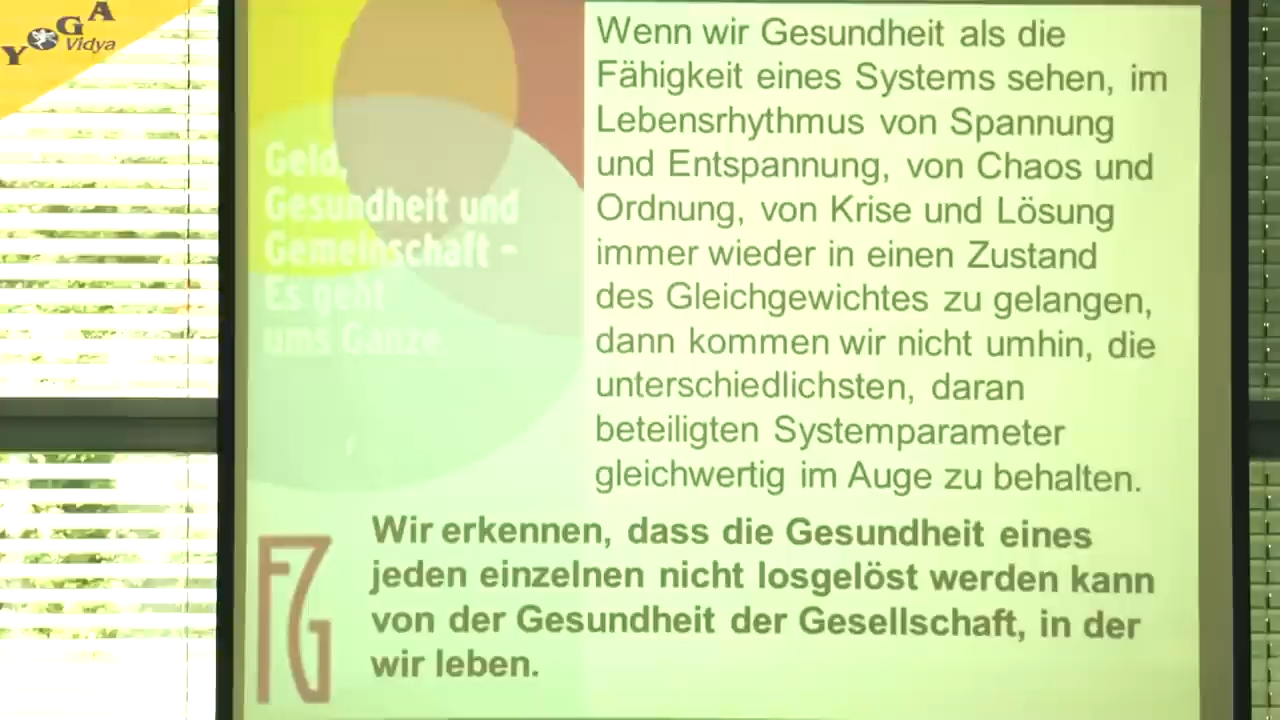 YOGA
Vidya
Wenn wir Gesundheit als die
Fähigkeit eines Systems sehen, im
Lebensrhythmus von Spannung
und Entspannung, von Chaos und
Ordnung, von Krise und Lösung
immer wieder in einen Zustand
des Gleichgewichtes zu gelangen,
dann kommen wir nicht umhin, die
unterschiedlichsten, daran
beteiligten Systemparameter
gleichwertig im Auge zu behalten.
Geld,
Gesundheit und
Gemeinschaft -
Es geht
ums Ganze.
Wir erkennen, dass die Gesundheit eines
jeden einzelnen nicht losgelöst werden kann
von der Gesundheit der Gesellschaft, in der
wir leben.
FG